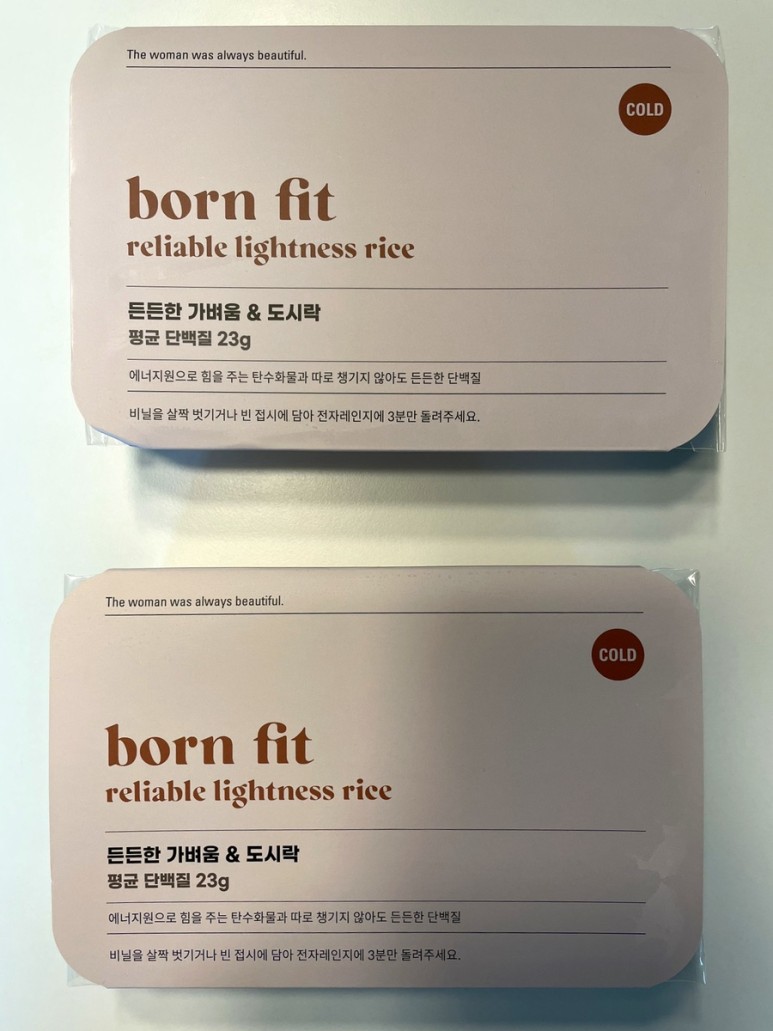 The woman was always beautiful.
COLD
born fit
reliable lightness rice
든든한 가벼움 & 도시락
평균 단백질 23g
에너지원으로 힘을 주는 탄수화물과 따로 챙기지 않아도 든든한 단백질
비닐을 살짝 벗기거나 빈 접시에 담아 전자레인지에 3분만 돌려주세요.
The woman was always beautiful.
COLD
born fit
reliable lightness rice
든든한 가벼움 & 도시락
평균 단백질 23g
에너지원으로 힘을 주는 탄수화물과 따로 챙기지 않아도 든든한 단백질
비닐을 살짝 벗기거나 빈 접시에 담아 전자레인지에 3분만 돌려주세요.